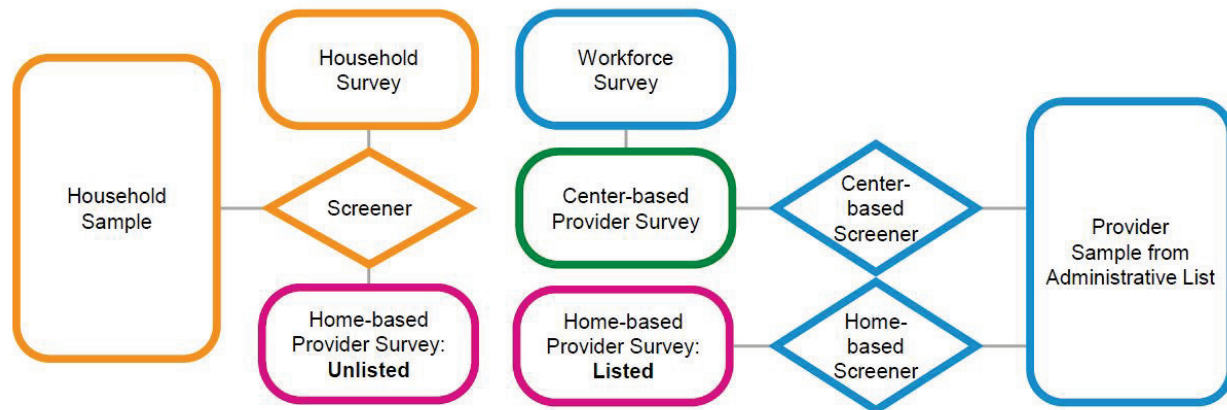 Household
Sample
Household
Survey
Screener
Home-based
Provider Survey:
Unlisted
Workforce
Survey
Center-based
Provider Survey
Home-based
Provider Survey:
Listed
Center-
based
Screener
Home-
based
Screener
Provider
Sample from
Administrative List